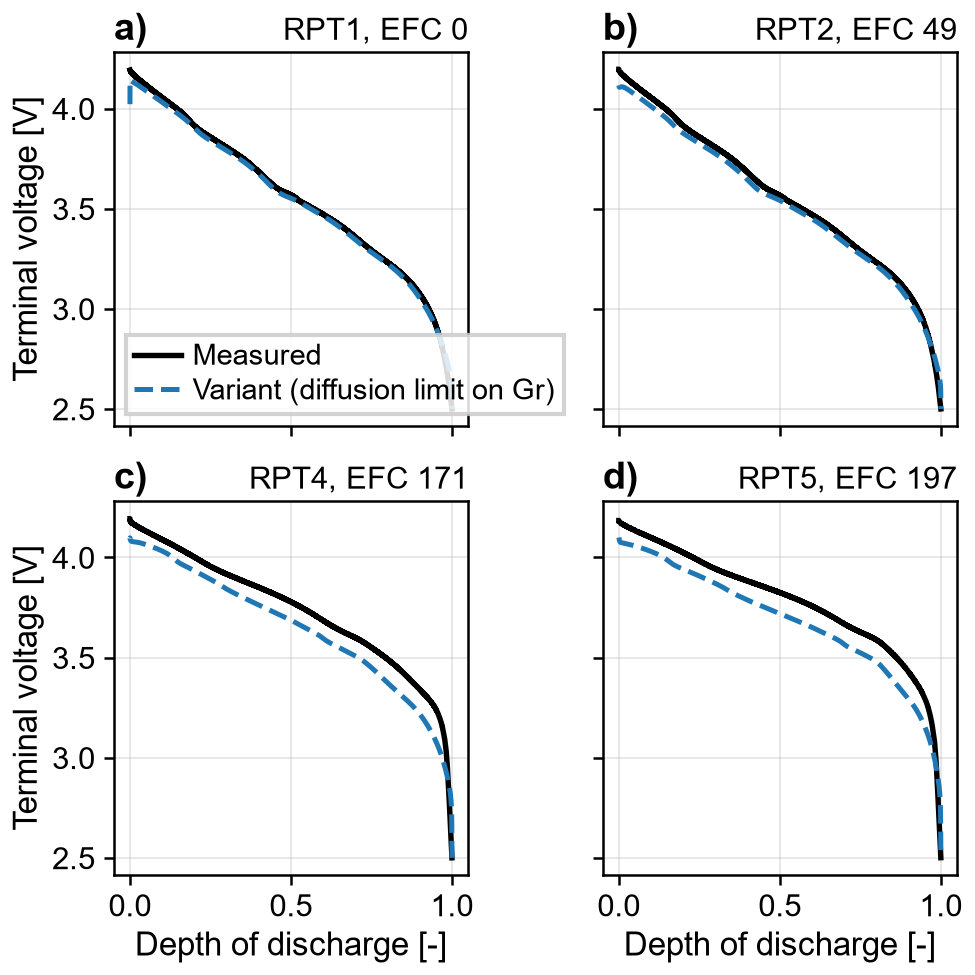 a) RPT1, EFC 0
b) RPT2, EFC 49
Terminal voltage [V]
4.0
3.5
3.0
2.5
Measured
Variant (diffusion limit on Gr)
c) RPT4, EFC 171
d) RPT5, EFC 197
Terminal voltage [V]
4.0
3.5
3.0
2.5
0.0 0.5 1.0
0.0 0.5 1.0
Depth of discharge [-]
Depth of discharge [-]